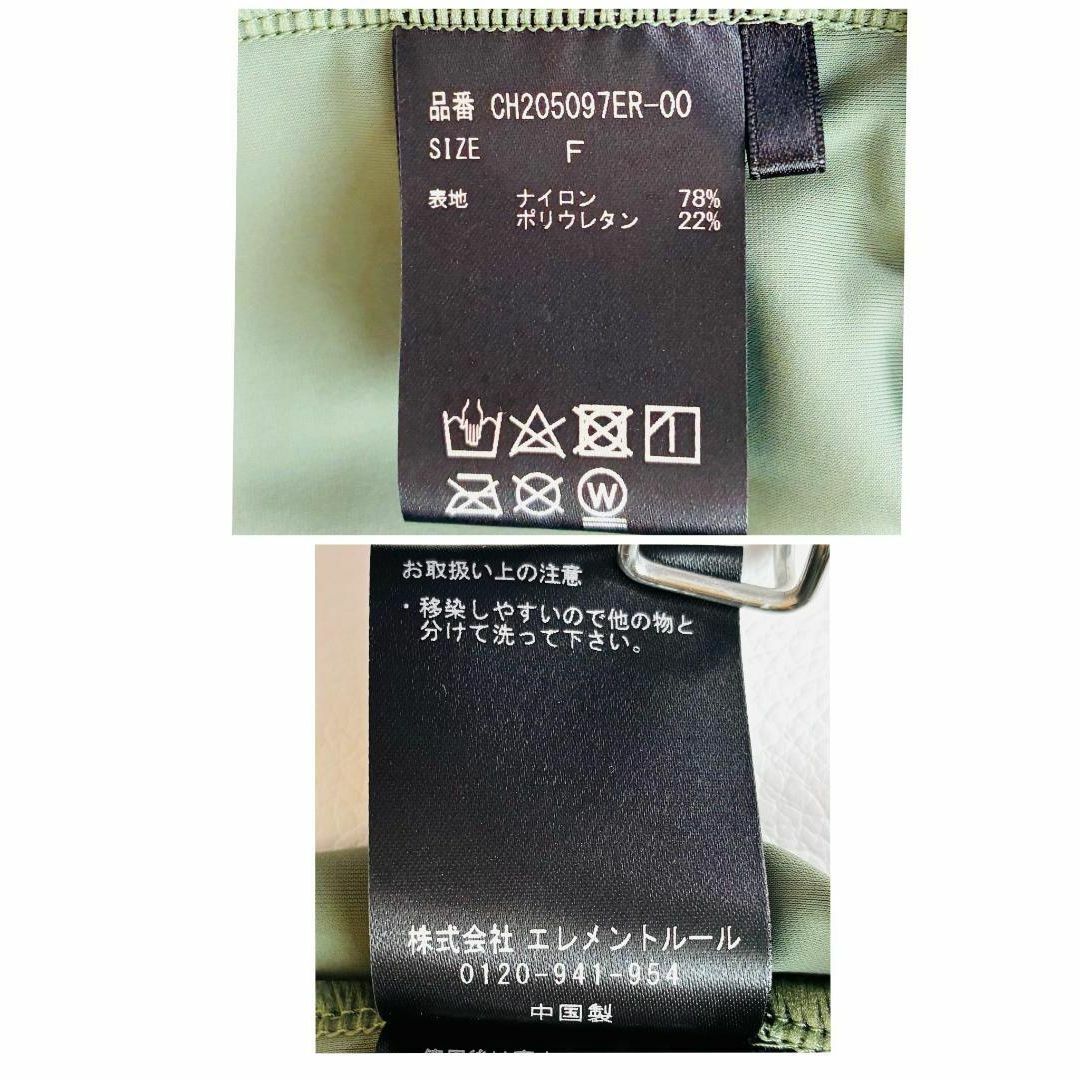 品番 CH205097ER-00
SIZE F
表地 ナイロン 78%
ポリウレタン 22%
W
お取扱い上の注意
・移染しやすいので他の物と
分けて洗って下さい。
株式会社 エレメントルール
0120-941-954
中国製